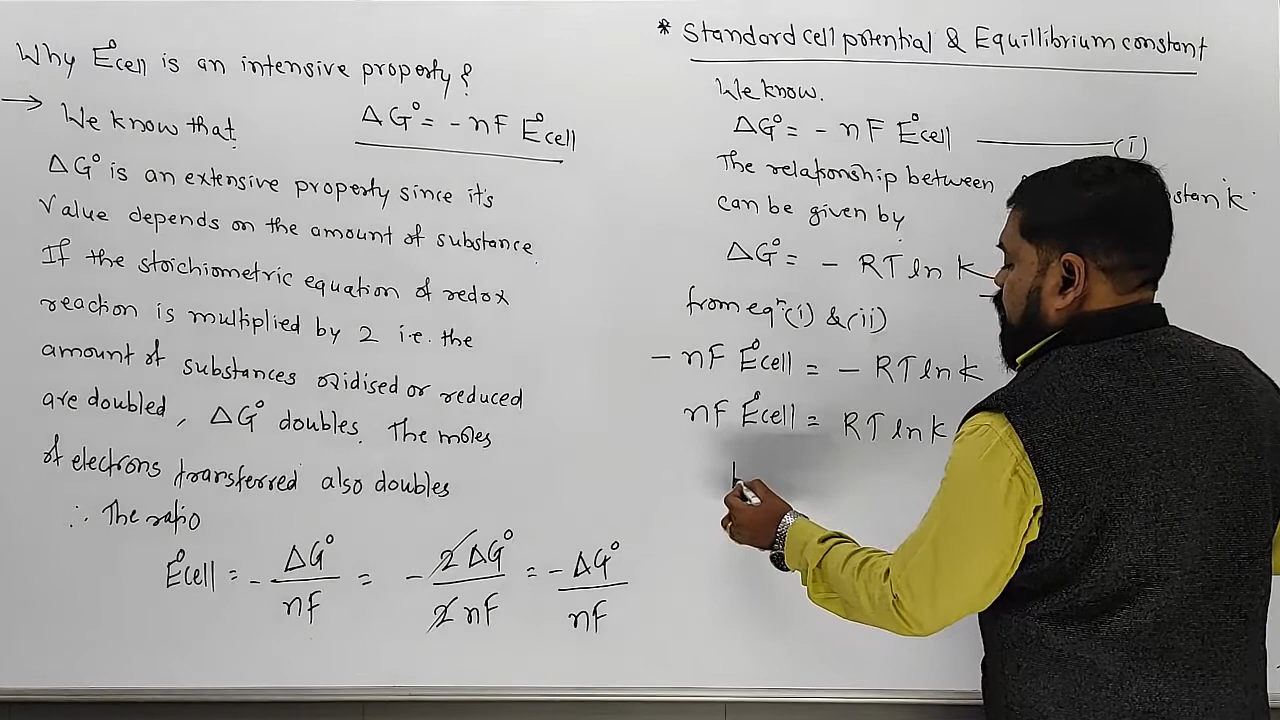 Why E°cell is an intensive property?
→ We know that ΔG° = - nF E°cell
ΔG° is an extensive property since it's
value depends on the amount of substance.
If the stoichiometric equation of redox
reaction is multiplied by 2 i.e. the
amount of substances oxidised or reduced
are doubled, ΔG° doubles. The moles
of electrons transferred also doubles
∴ The ratio
E°cell = - ΔG°/nF = - 2ΔG°/2nF = - ΔG°/nF
* Standard cell potential & Equillibrium constant
We know.
ΔG° = - nF E°cell (i)
The relationship between k
can be given by
ΔG° = - RT ln k
from eqⁿ(i) & (ii)
- nF E°cell = - RT ln k
nF E°cell = RT ln k